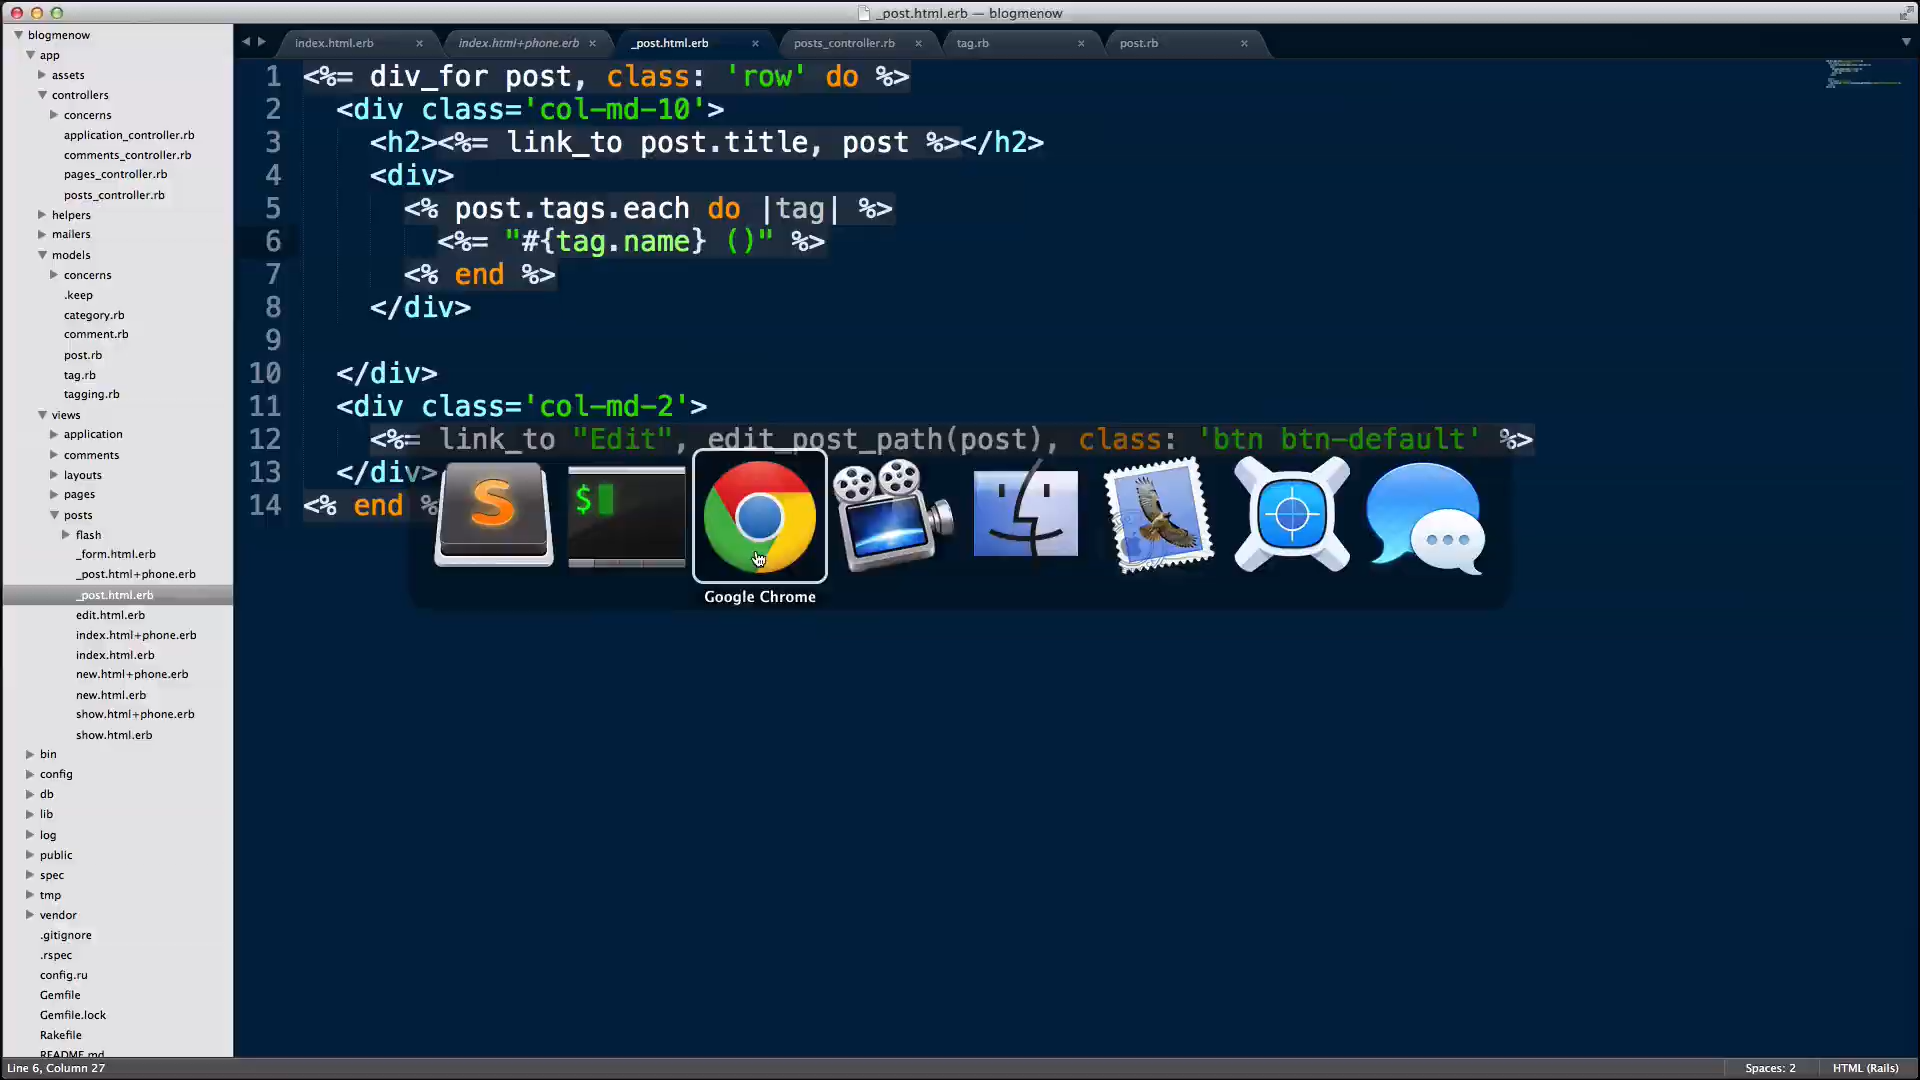 _post.html.erb — blogmenow
blogmenow
app
assets
controllers
concerns
application_controller.rb
comments_controller.rb
pages_controller.rb
posts_controller.rb
helpers
mailers
models
concerns
.keep
category.rb
comment.rb
post.rb
tag.rb
tagging.rb
views
application
comments
layouts
pages
posts
flash
_form.html.erb
_post.html+phone.erb
_post.html.erb
edit.html.erb
index.html+phone.erb
index.html.erb
new.html+phone.erb
new.html.erb
show.html+phone.erb
show.html.erb
bin
config
db
lib
log
public
spec
tmp
vendor
.gitignore
.rspec
config.ru
Gemfile
Gemfile.lock
Rakefile
README.md
index.html.erb × index.html+phone.erb × _post.html.erb × posts_controller.rb × tag.rb × post.rb ×
1 <%= div_for post, class: 'row' do %>
2 <div class='col-md-10'>
3 <h2><%= link_to post.title, post %></h2>
4 <div>
5 <% post.tags.each do |tag| %>
6 <%= "#{tag.name} ()" %>
7 <% end %>
8 </div>
9
10 </div>
11 <div class='col-md-2'>
12 <%= link_to "Edit", edit_post_path(post), class: 'btn btn-default' %>
13 </div>
14 <% end %
S
$
Google Chrome
Line 6, Column 27
Spaces: 2
HTML (Rails)